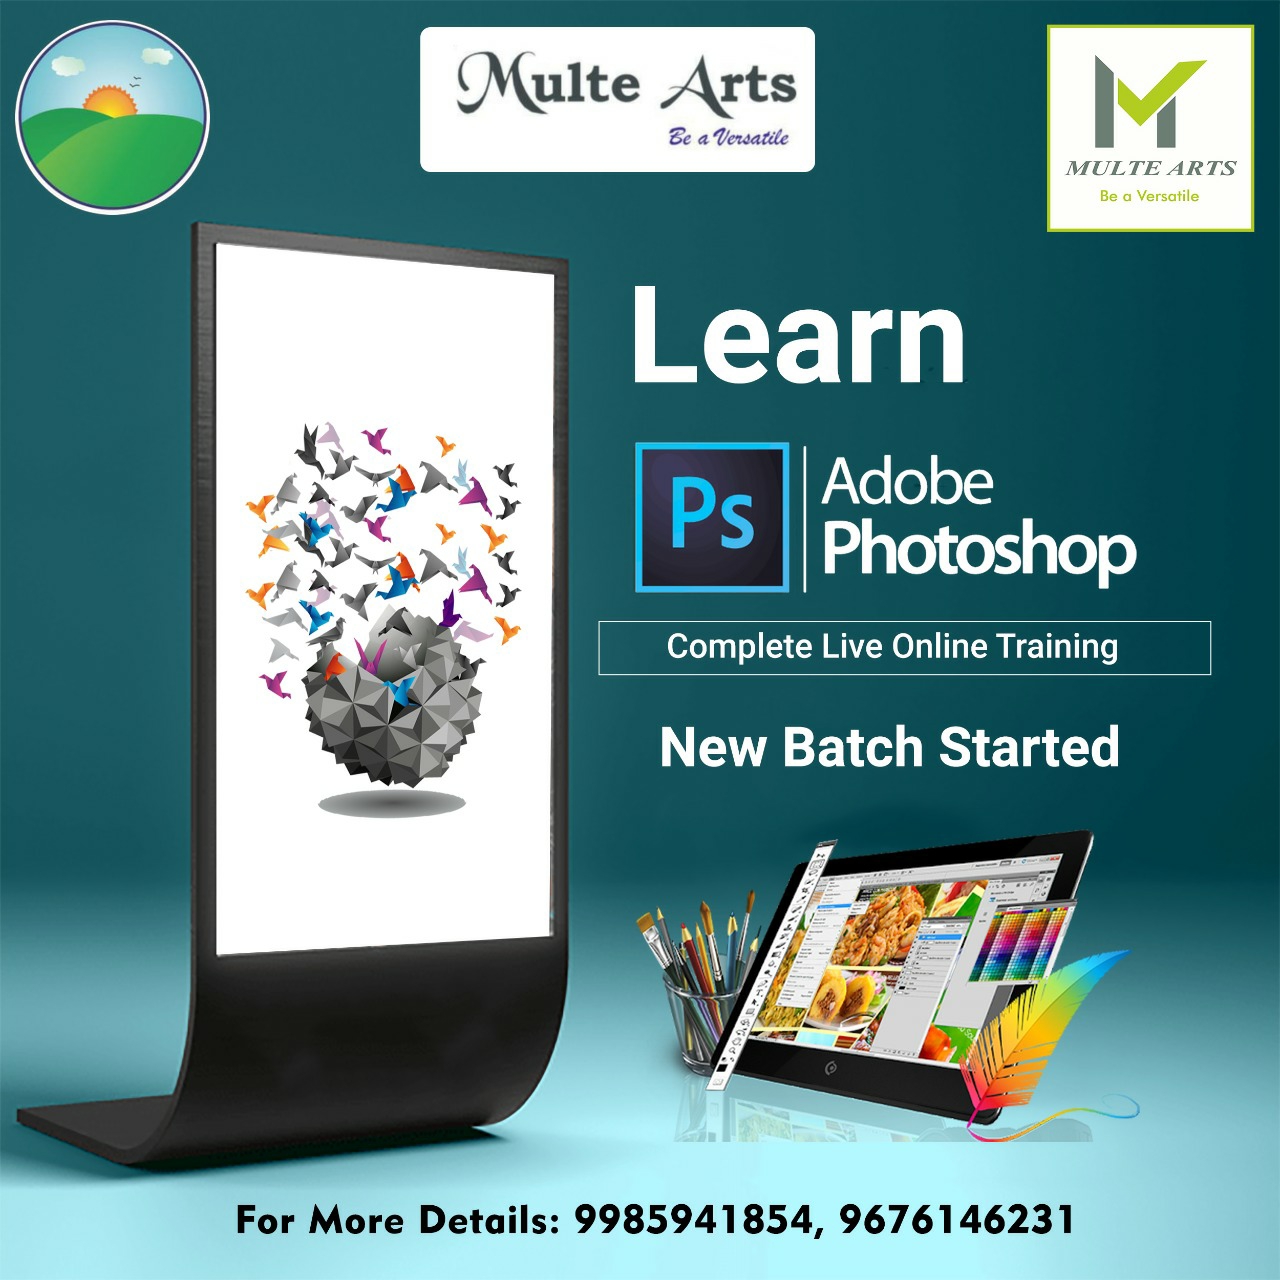 Multe Arts
Be a Versatile
MULTE ARTS
Be a Versatile
Learn
Ps
Adobe
Photoshop
Complete Live Online Training
New Batch Started
For More Details: 9985941854, 9676146231